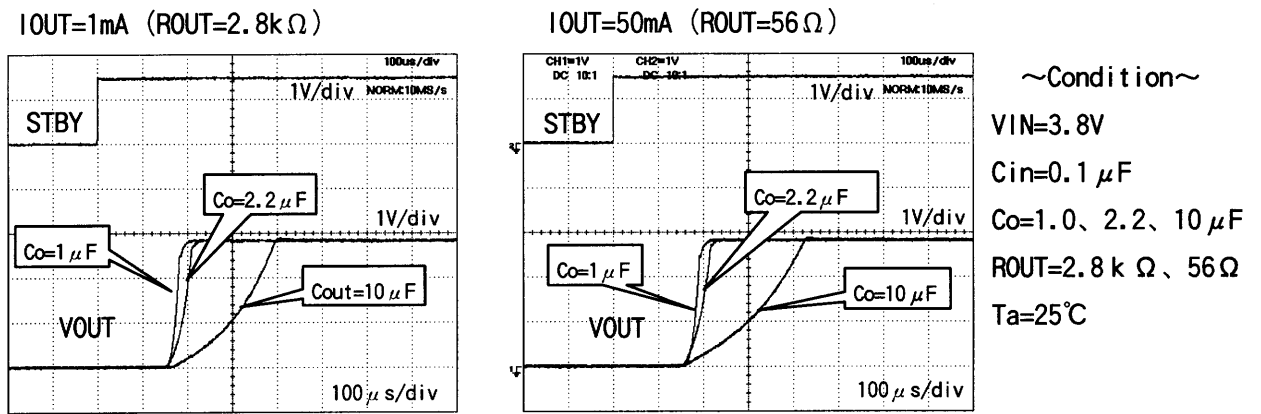 IOUT=1mA (ROUT=2.8kΩ)
100us/div
1V/div NORM:10MS/s
STBY
Co=2.2μF
1V/div
Co=1μF
Cout=10μF
VOUT
100μs/div
IOUT=50mA (ROUT=56Ω)
CH1=1V CH2=1V 100us/div
DC 10:1 DC 10:1
1V/div NORM:10MS/s
STBY
Co=2.2μF
1V/div
Co=1μF
Co=10μF
VOUT
100μs/div
~Condition~
VIN=3.8V
Cin=0.1μF
Co=1.0、2.2、10μF
ROUT=2.8kΩ、56Ω
Ta=25℃